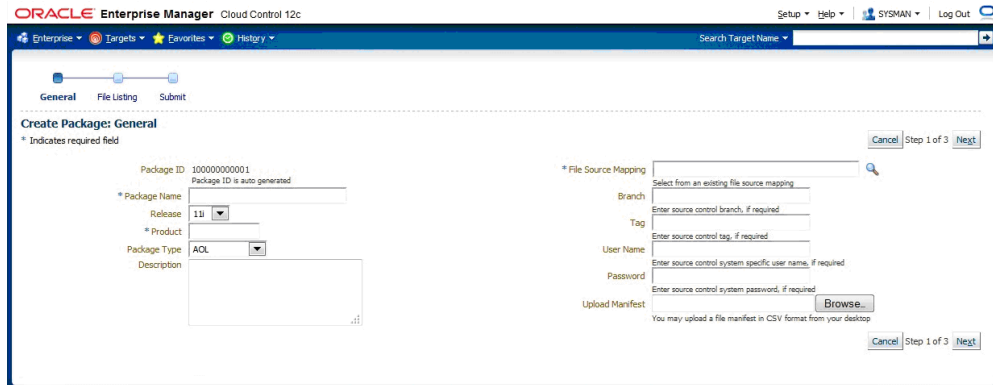 ORACLE Enterprise Manager Cloud Control 12c
Setup Help SYSMAN Log Out
Enterprise Targets Favorites History Search Target Name
General File Listing Submit
Create Package: General
* Indicates required field
Cancel Step 1 of 3 Next
Package ID 100000000001
Package ID is auto generated
* Package Name
Release 11i
* Product
Package Type AOL
Description
* File Source Mapping
Select from an existing file source mapping
Branch
Enter source control branch, if required
Tag
Enter source control tag, if required
User Name
Enter source control system specific user name, if required
Password
Enter source control system password, if required
Upload Manifest Browse..
You may upload a file manifest in CSV format from your desktop
Cancel Step 1 of 3 Next